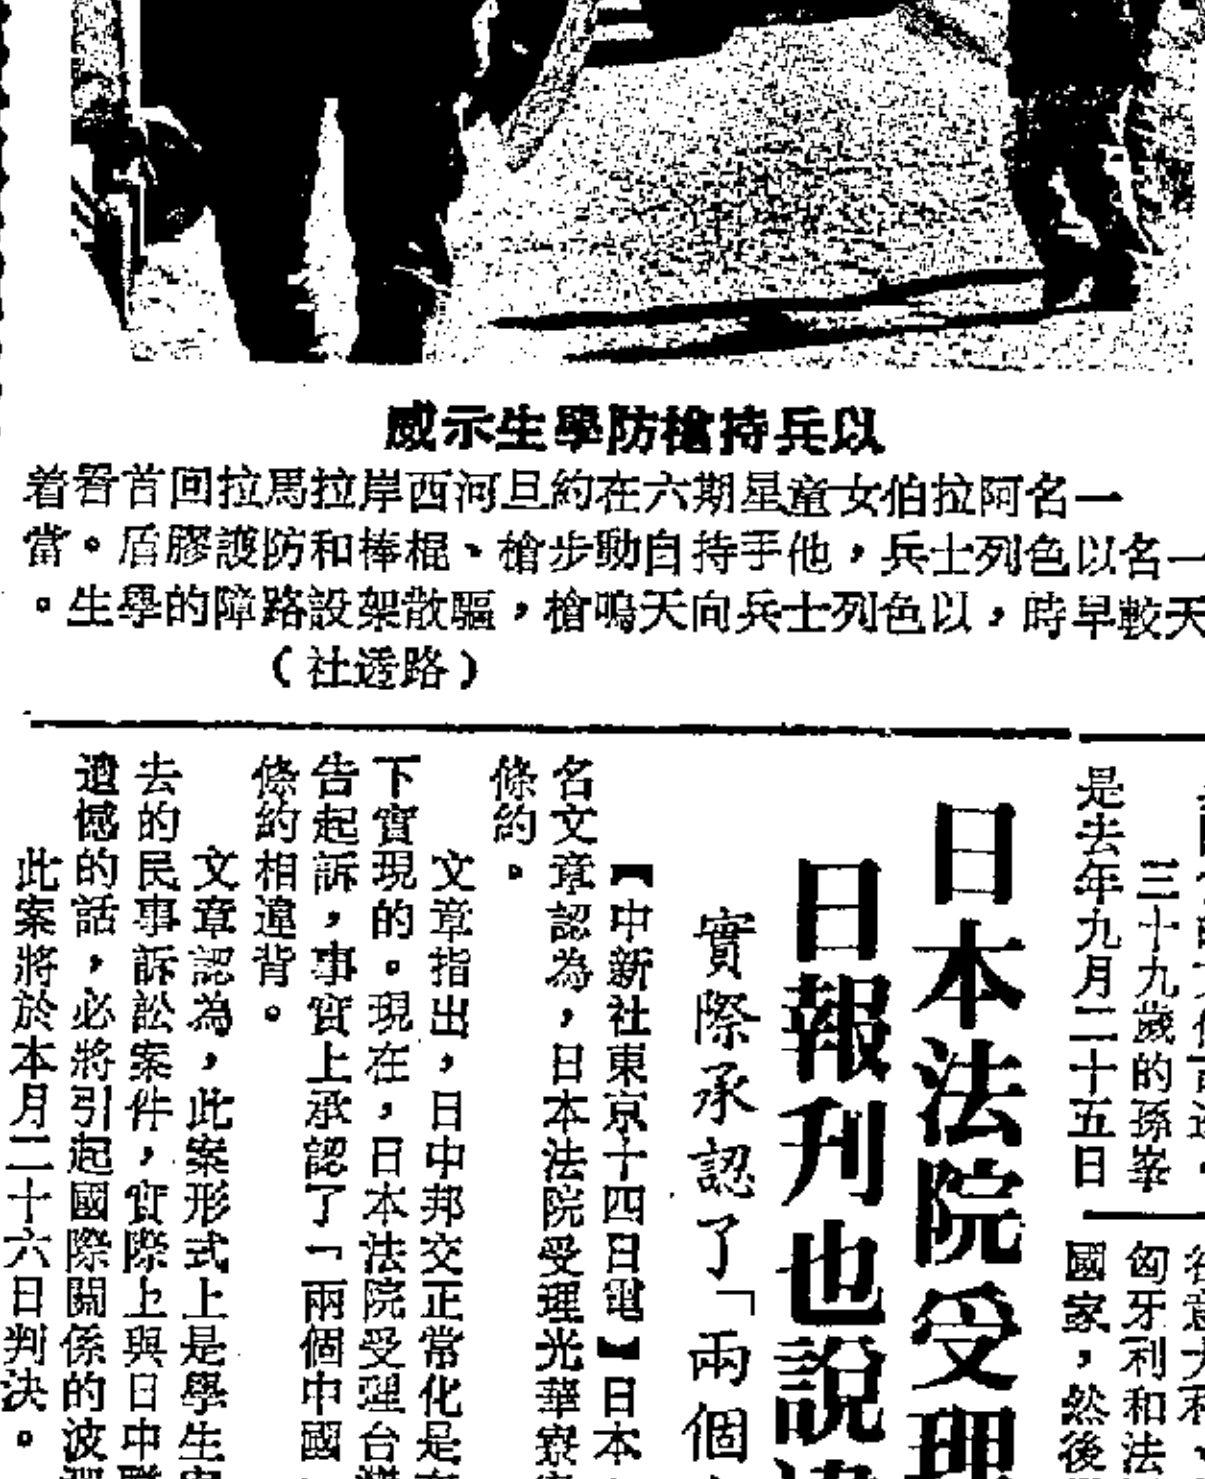 以兵持槍防學生示威
一名阿拉伯女童星期六在約旦河西岸拉馬拉回首看着
一名以色列士兵，他手持自動步槍、棍棒和防護膠盾。當
天較早時，以色列士兵向天鳴槍，驅散架設路障的學生。
（路透社）
三十九歲的孫峯
是去年九月二十五日
意大利
匈牙利和法
國家，然後
日本法院受理
日報刊也說
實際承認了「兩個
【中新社東京十四日電】日本
名文章認為，日本法院受理光華寮
條約。
文章指出，日中邦交正常化是
下實現的。現在，日本法院受理台
告起訴，事實上承認了「兩個中國
條約相違背。
文章認為，此案形式上是學生
去的民事訴訟案件，實際上與日中聯
遺憾的話，必將引起國際關係的波
此案將於本月二十六日判決。